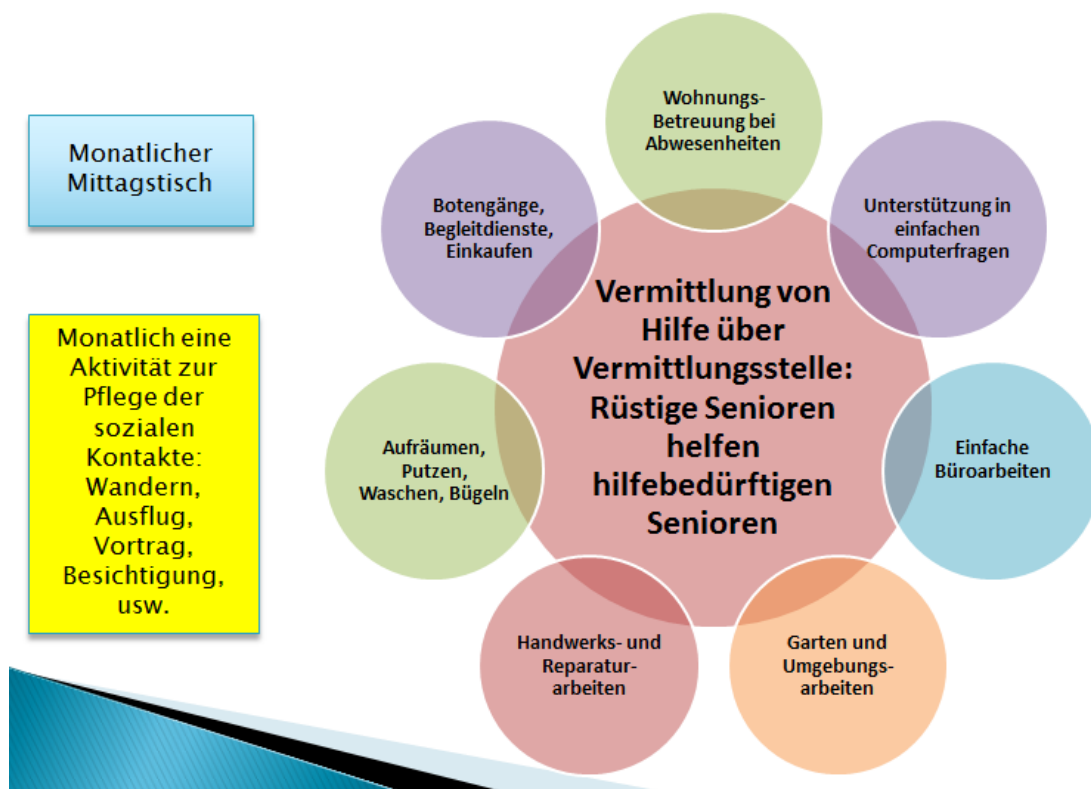 Monatlicher
Mittagstisch
Monatlich eine
Aktivität zur
Pflege der
sozialen
Kontakte:
Wandern,
Ausflug,
Vortrag,
Besichtigung,
usw.
Wohnungs-
Betreuung bei
Abwesenheiten
Unterstützung in
einfachen
Computerfragen
Einfache
Büroarbeiten
Garten und
Umgebungs-
arbeiten
Handwerks- und
Reparatur-
arbeiten
Aufräumen,
Putzen,
Waschen, Bügeln
Botengänge,
Begleitdienste,
Einkaufen
Vermittlung von
Hilfe über
Vermittlungsstelle:
Rüstige Senioren
helfen
hilfebedürftigen
Senioren